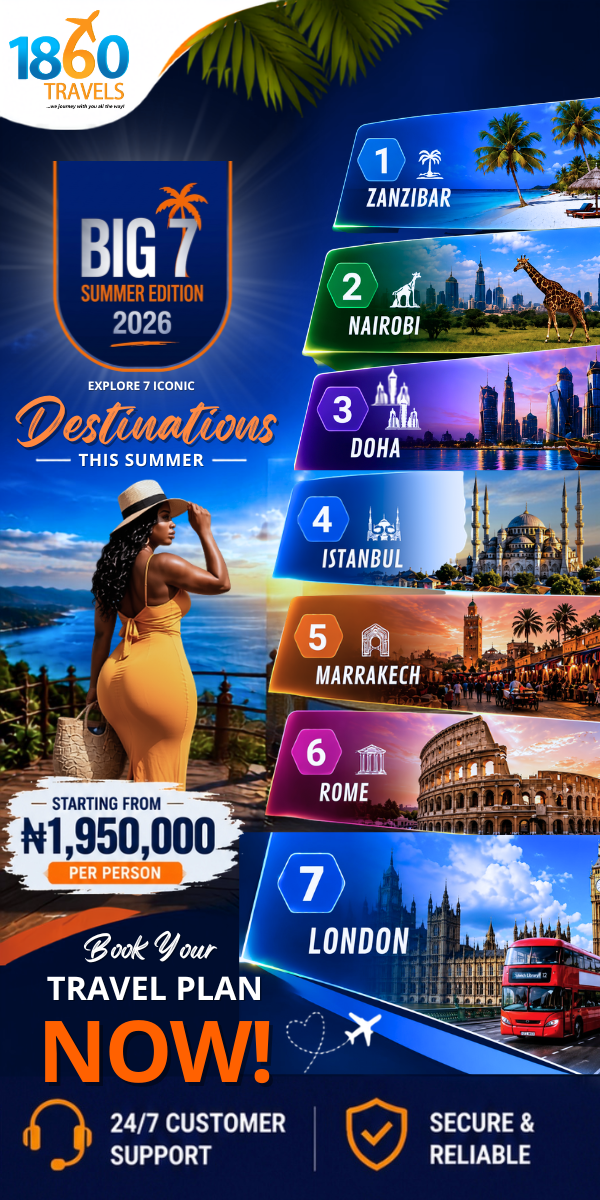 1860
TRAVELS
...we journey with you all the way!
BIG 7
SUMMER EDITION
2026
EXPLORE 7 ICONIC
Destinations
THIS SUMMER
1
ZANZIBAR
2
NAIROBI
3
DOHA
4
ISTANBUL
5
MARRAKECH
6
ROME
7
LONDON
STARTING FROM
₦1,950,000
PER PERSON
Book Your
TRAVEL PLAN
NOW!
24/7 CUSTOMER
SUPPORT
SECURE &
RELIABLE